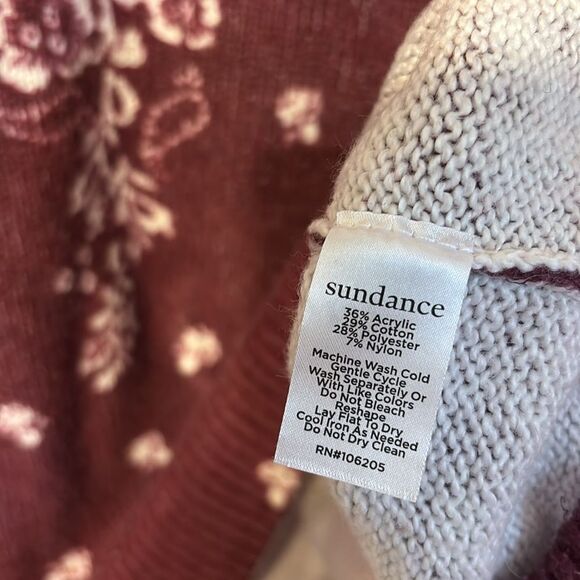 sundance
36% Acrylic
29% Cotton
28% Polyester
7% Nylon
Machine Wash Cold
Gentle Cycle
Wash Separately Or
With Like Colors
Do Not Bleach
Reshape
Lay Flat To Dry
Cool Iron As Needed
Do Not Dry Clean
RN#106205